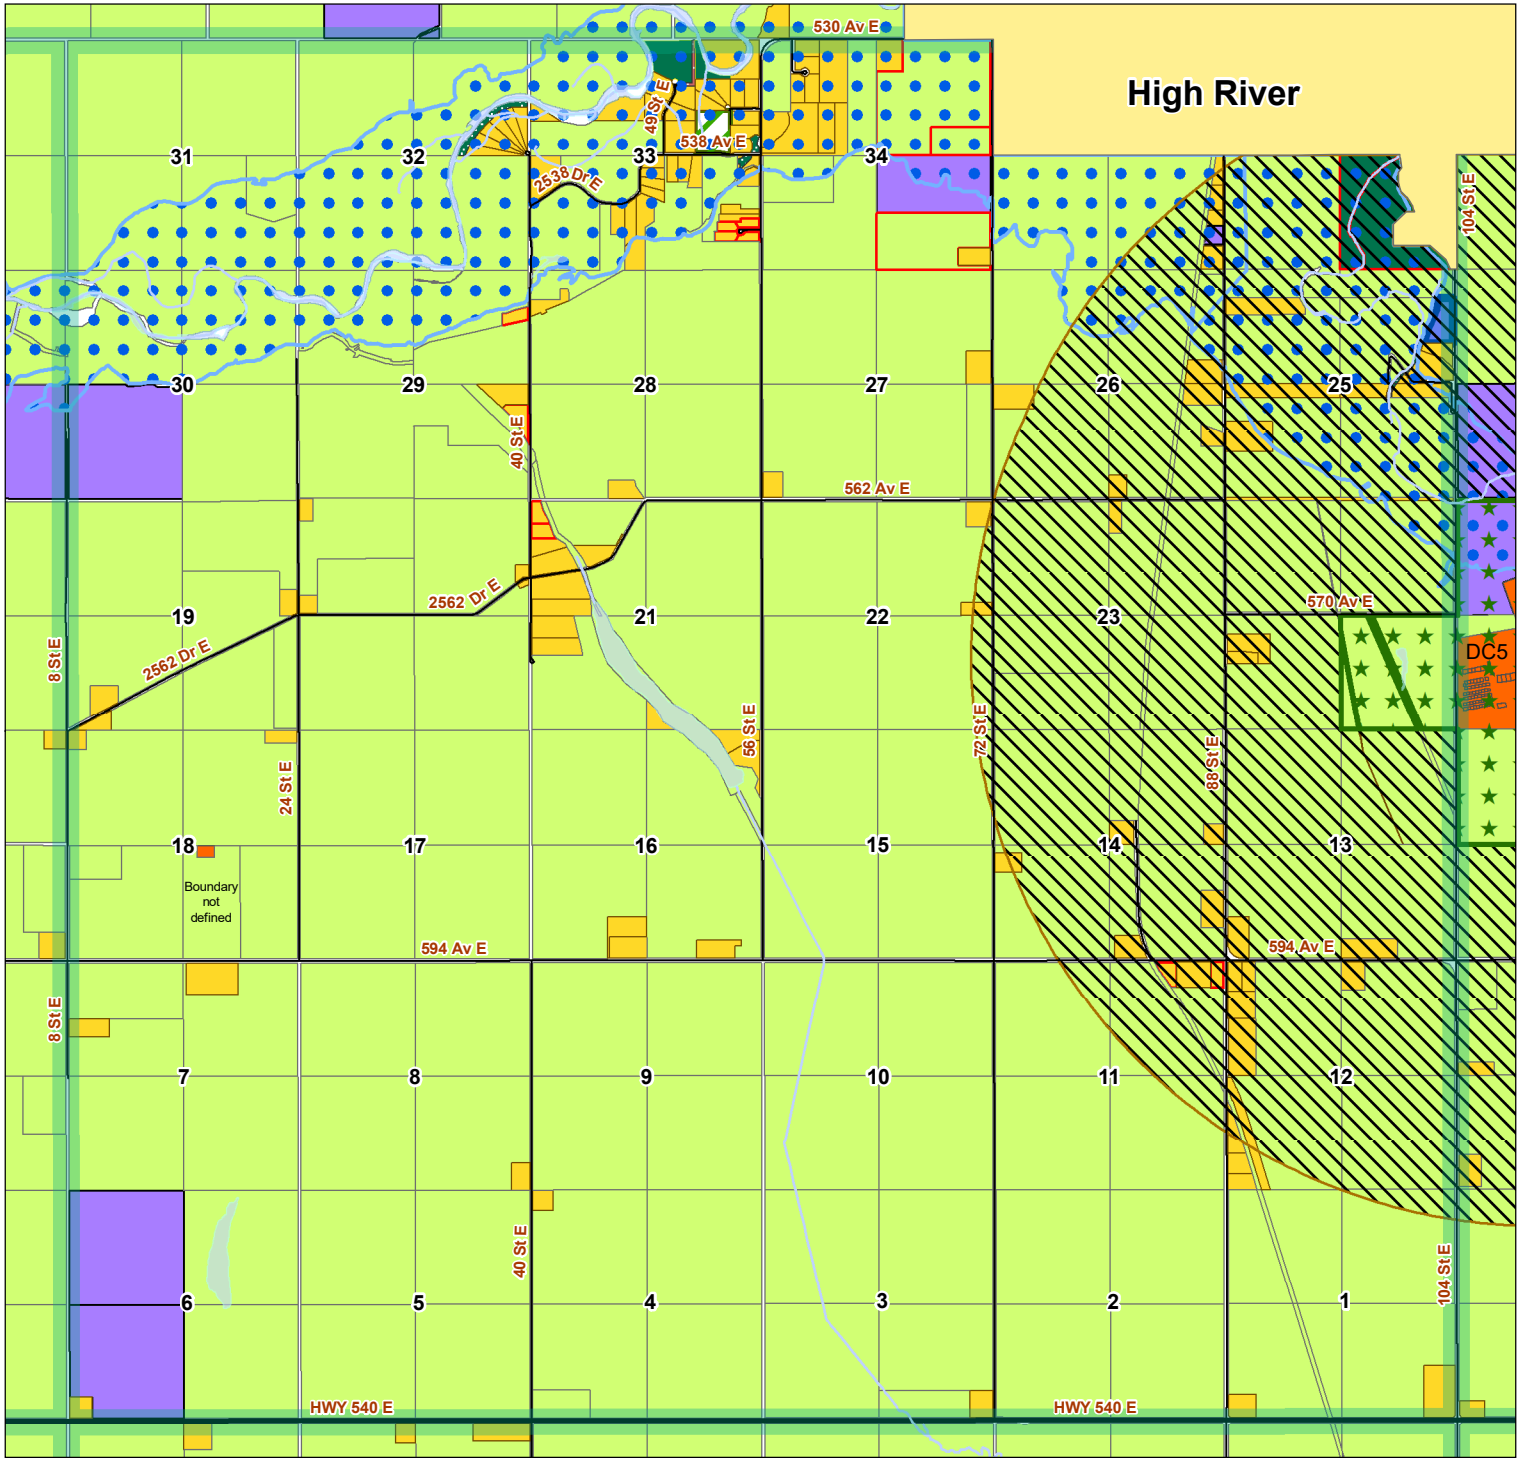 530 Av E
High River
49 St E
538 Av E
31
32
33
34
2538 Dr E
104 St E
30
29
28
27
26
25
40 St E
562 Av E
2562 Dr E
570 Av E
19
21
22
23
8 St E
2562 Dr E
DC5
56 St E
72 St E
88 St E
24 St E
18
17
16
15
14
13
Boundary
not
defined
594 Av E
594 Av E
8 St E
7
8
9
10
11
12
40 St E
104 St E
6
5
4
3
2
1
HWY 540 E
HWY 540 E